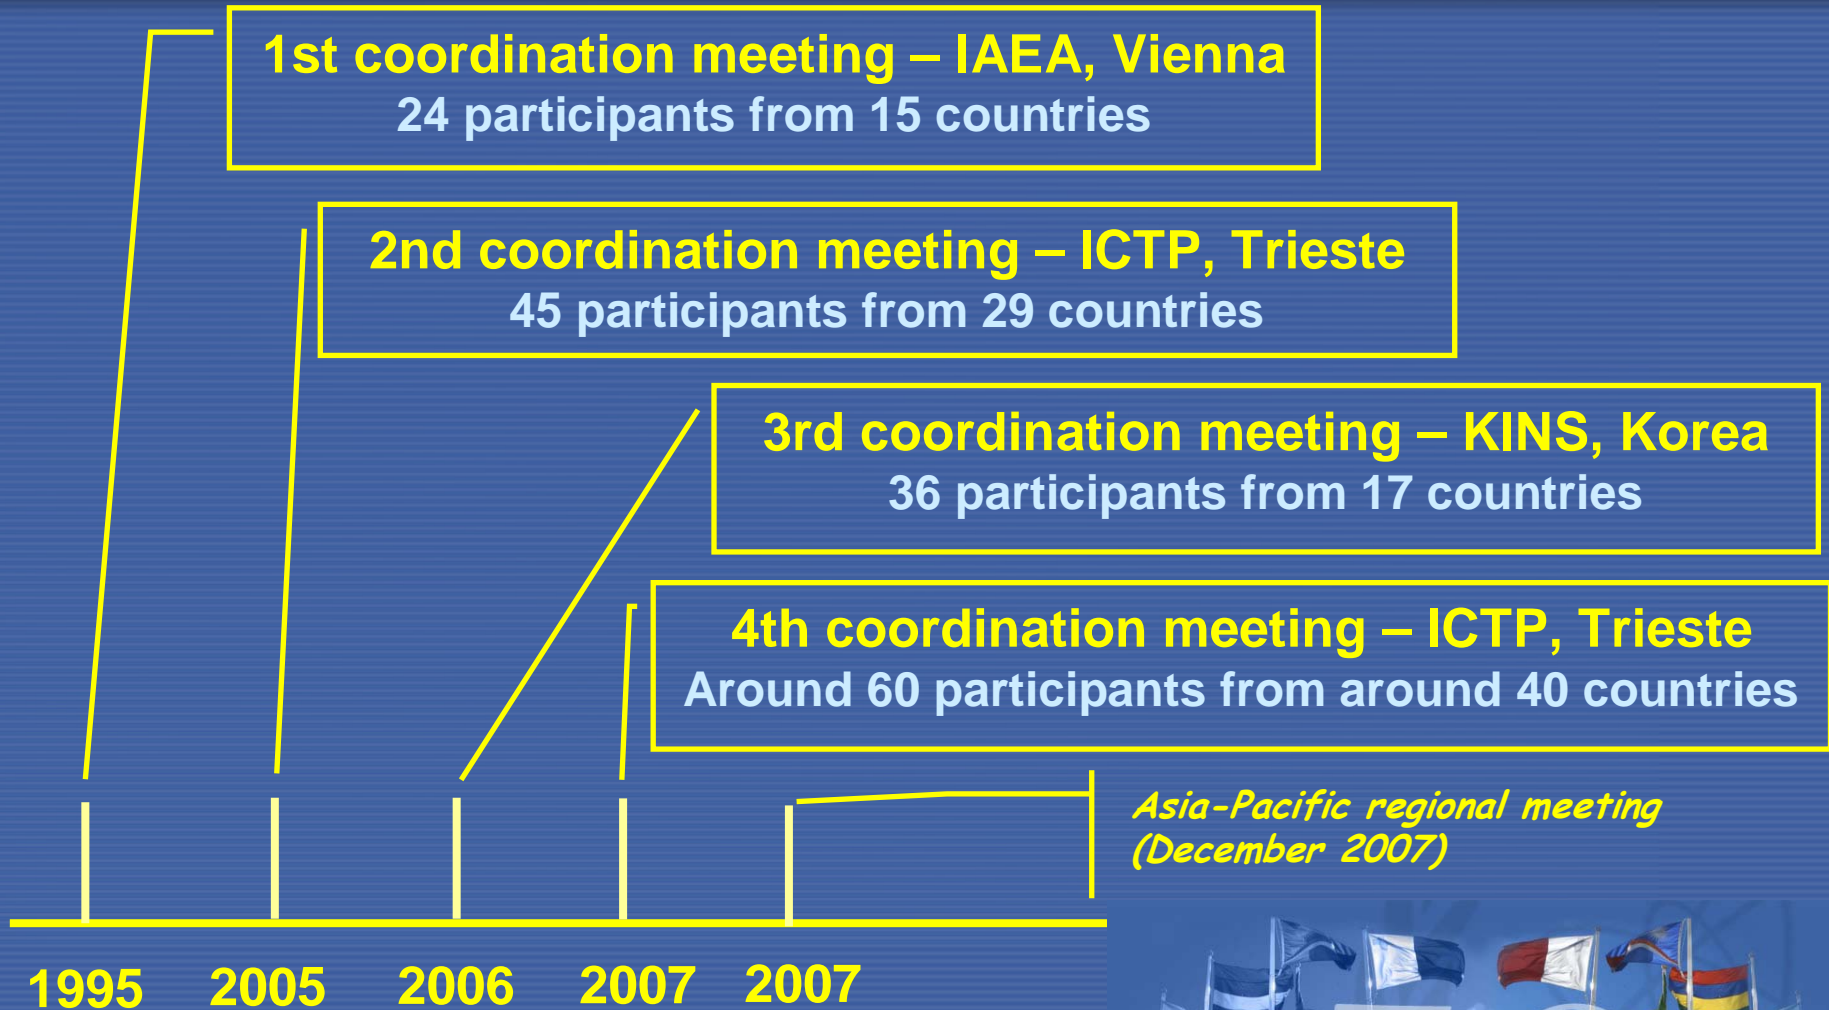 1st coordination meeting – IAEA, Vienna
24 participants from 15 countries
2nd coordination meeting – ICTP, Trieste
45 participants from 29 countries
3rd coordination meeting – KINS, Korea
36 participants from 17 countries
4th coordination meeting – ICTP, Trieste
Around 60 participants from around 40 countries
Asia-Pacific regional meeting
(December 2007)
1995 2005 2006 2007 2007